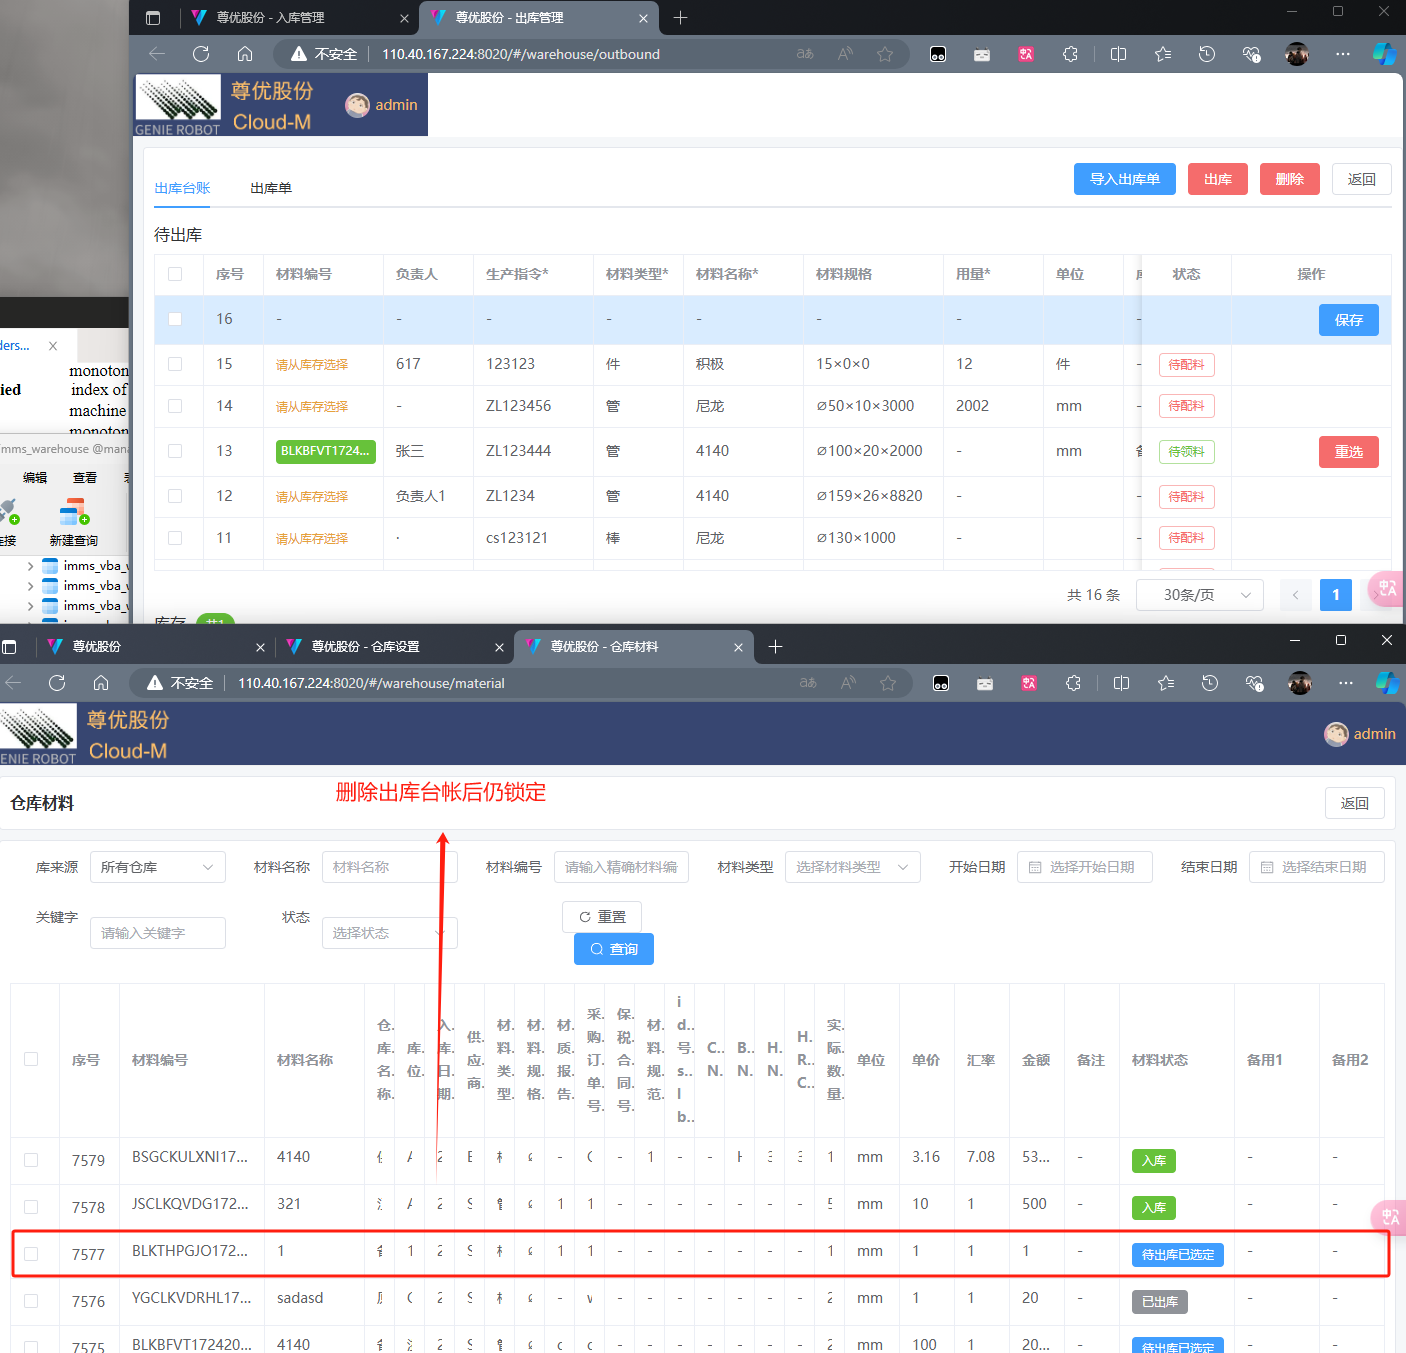 尊优股份 - 入库管理
尊优股份 - 出库管理
不安全
110.40.167.224:8020/#/warehouse/outbound
GENIE ROBOT
尊优股份
Cloud-M
admin
出库台账
出库单
导入出库单
出库
删除
返回
待出库
序号 材料编号 负责人 生产指令* 材料类型* 材料名称* 材料规格 用量* 单位 状态 操作
16 - - - - - - - - 保存
15 请从库存选择 617 123123 件 积极 15×0×0 12 件 - 待配料
14 请从库存选择 - ZL123456 管 尼龙 ∅50×10×3000 2002 mm - 待配料
13 BLKBFVT1724... 张三 ZL123444 管 4140 ∅100×20×2000 - mm 待领料 重选
12 请从库存选择 负责人1 ZL1234 管 4140 ∅159×26×8820 - - 待配料
11 请从库存选择 · cs123121 棒 尼龙 ∅130×1000 - - 待配料
共 16 条
30条/页
1
ders...
monoton
ied
index of
machine
monoton
imms_warehouse @mana
编辑
查看
连接
新建查询
imms_vba_v
imms_vba_v
imms_vba_v
尊优股份
尊优股份 - 仓库设置
尊优股份 - 仓库材料
不安全
110.40.167.224:8020/#/warehouse/material
ENIE ROBOT
尊优股份
Cloud-M
admin
仓库材料
删除出库台帐后仍锁定
返回
库来源 所有仓库 材料名称 材料名称 材料编号 请输入精确材料编 材料类型 选择材料类型 开始日期 选择开始日期 结束日期 选择结束日期
关键字 请输入关键字 状态 选择状态 重置
查询
序号 材料编号 材料名称 仓库名称. 库位. 入库日期. 供应商. 材料类型. 材料规格. 材质报告. 采购订单号. 保税合同号. 材料规范. id号slb.. C..N. B..N. H.N. H.R..C.. 实际数量. 单位 单价 汇率 金额 备注 材料状态 备用1 备用2
7579 BSGCKULXNI17... 4140 A 2 - - 1 - - 3 3 1 mm 3.16 7.08 53... - 入库 - -
7578 JSCLKQVDG172... 321 A 2 S 1 1 - - - - - - - 5 mm 10 1 500 - 入库 - -
7577 BLKTHPGJO172... 1 1 2 S 1 1 - - - - - - - 1 mm 1 1 1 - 待出库已选定 - -
7576 YGCLKVDRHL17... sadasd 2 S - - - - - - - - 2 mm 1 1 20 - 已出库 - -
7575 BLKBFVT172420... 4140 2 S - - - - - - - 2 mm 100 1 20... - 待出库已选定 - -